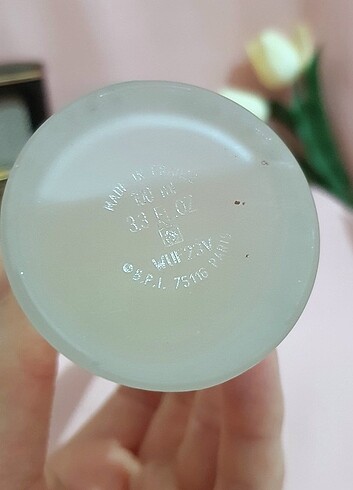 MADE IN FRANCE
100 ML
3.3 FL.OZ
© S.P.I. 75116 PARIS